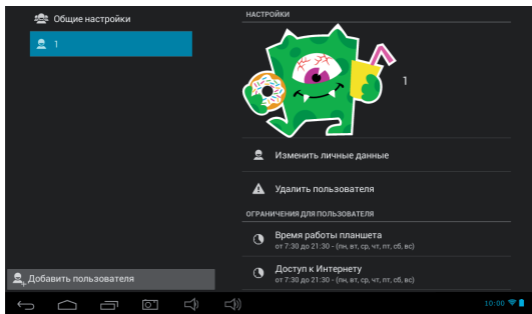 Общие настройки
1
Добавить пользователя
НАСТРОЙКИ
1
Изменить личные данные
Удалить пользователя
ОГРАНИЧЕНИЯ ДЛЯ ПОЛЬЗОВАТЕЛЯ
Время работы планшета
от 7:30 до 21:30 - (пн, вт, ср, чт, пт, сб, вс)
Доступ к Интернету
от 7:30 до 21:30 - (пн, вт, ср, чт, пт, сб, вс)
10:00